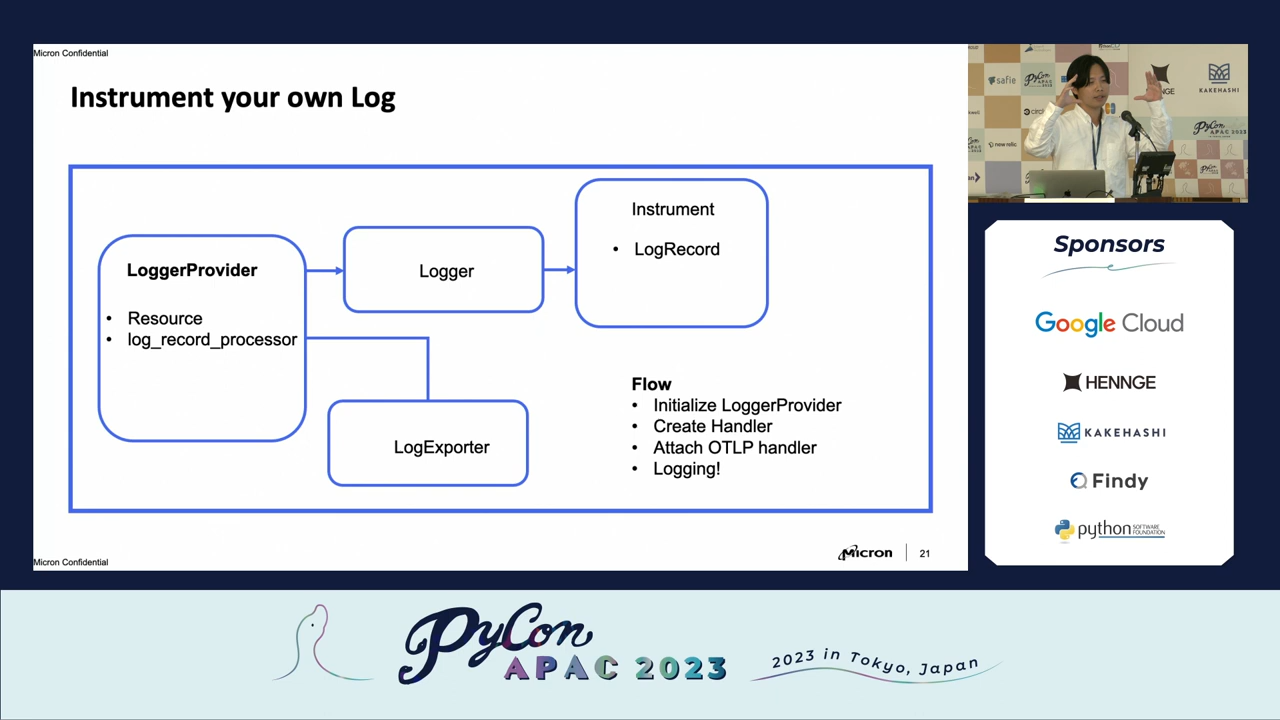 Micron Confidential
Instrument your own Log
LoggerProvider
• Resource
• log_record_processor
Logger
Instrument
• LogRecord
LogExporter
Flow
• Initialize LoggerProvider
• Create Handler
• Attach OTLP handler
• Logging!
Micron Confidential
Micron
21
safie
PyCon
APAC
HENNGE
KAKEHASHI
new relic
PyCon
APAC 2023
Sponsors
Google Cloud
HENNGE
KAKEHASHI
Findy
python SOFTWARE FOUNDATION
PyCon
APAC 2023
2023 in Tokyo, Japan